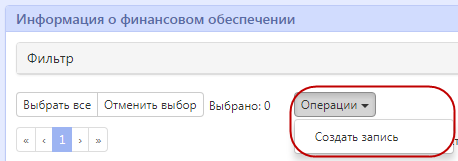 Информация о финансовом обеспечении
Фильтр
Выбрать все Отменить выбор Выбрано: 0 Операции
« ‹ 1 › » Создать запись